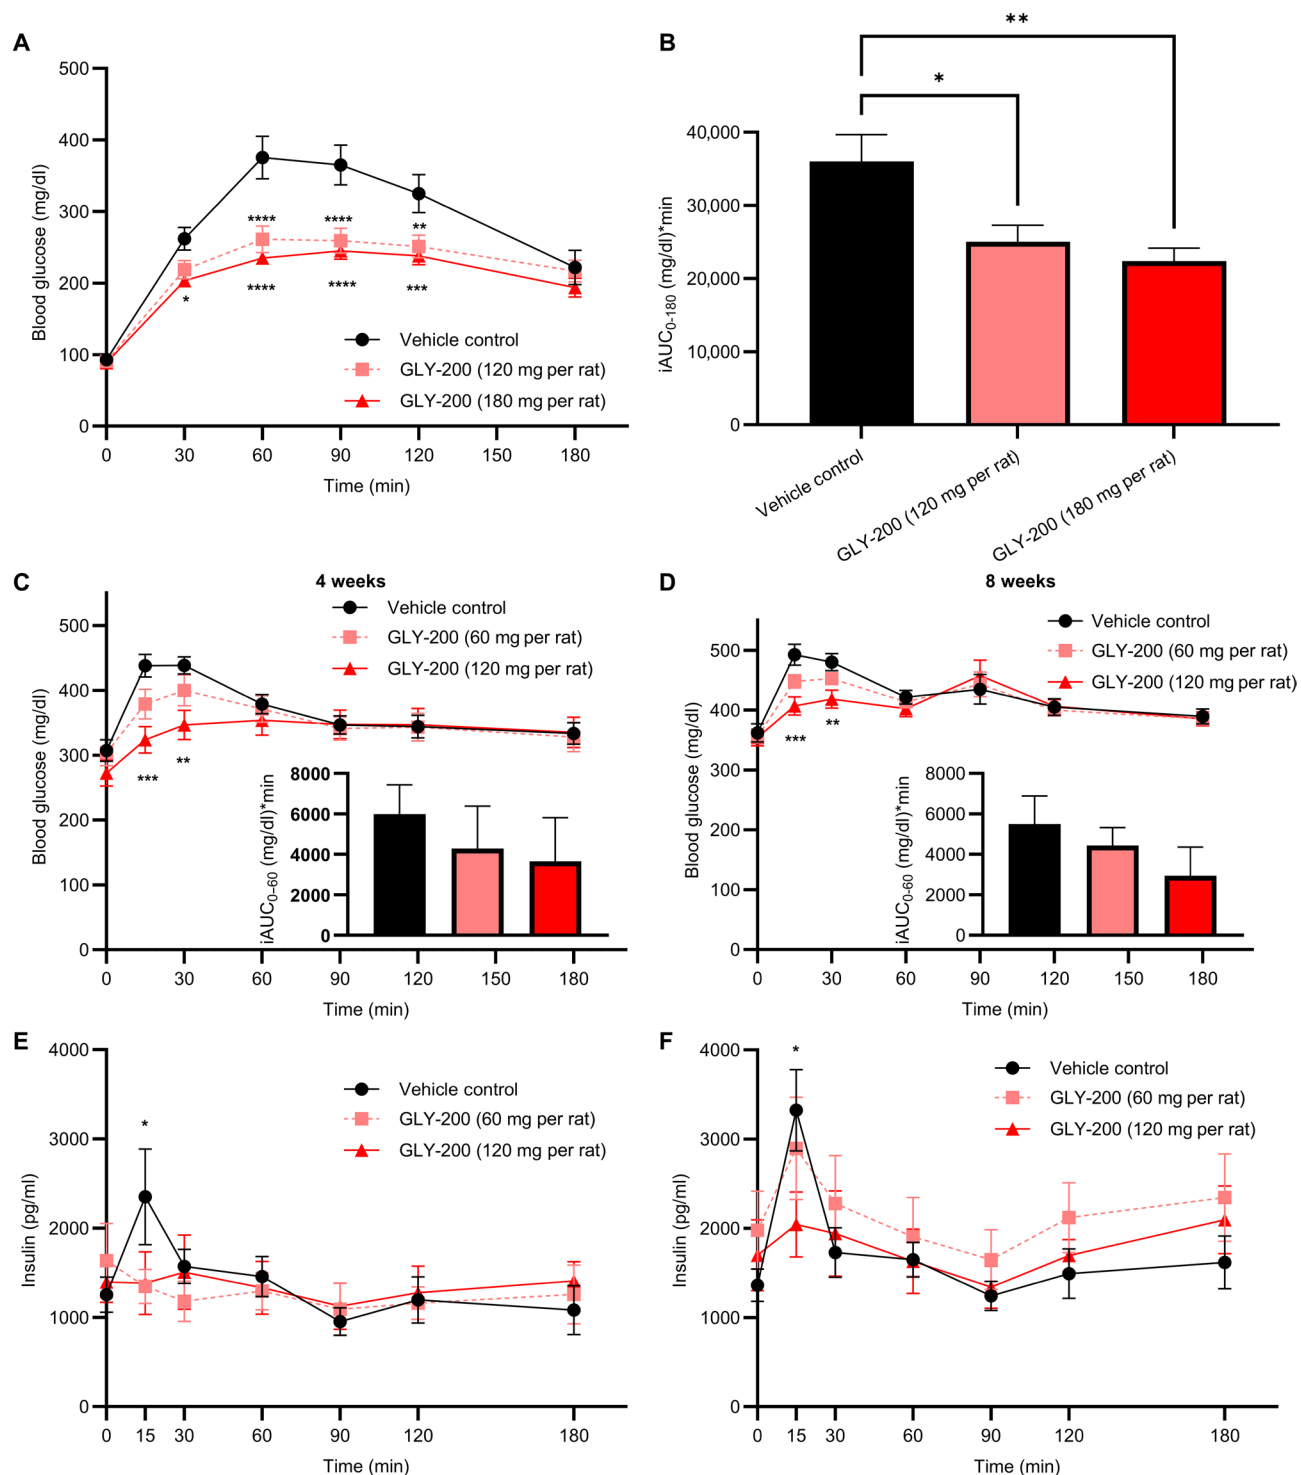 A
Blood glucose (mg/dl)
500
400
300
200
100
0
****
****
**
*
****
****
***
Vehicle control
GLY-200 (120 mg per rat)
GLY-200 (180 mg per rat)
0 30 60 90 120 150 180
Time (min)
B
**
*
iAUC0-180 (mg/dl)*min
40,000
30,000
20,000
10,000
0
Vehicle control
GLY-200 (120 mg per rat)
GLY-200 (180 mg per rat)
C
4 weeks
Vehicle control
GLY-200 (60 mg per rat)
GLY-200 (120 mg per rat)
Blood glucose (mg/dl)
500
400
300
200
100
0
***
**
iAUC0–60 (mg/dl)*min
8000
6000
4000
2000
0
0 30 60 90 120 150 180
Time (min)
D
8 weeks
Vehicle control
GLY-200 (60 mg per rat)
GLY-200 (120 mg per rat)
Blood glucose (mg/dl)
500
400
300
200
100
0
***
**
iAUC0–60 (mg/dl)*min
8000
6000
4000
2000
0
0 30 60 90 120 150 180
Time (min)
E
Insulin (pg/ml)
4000
3000
2000
1000
0
*
Vehicle control
GLY-200 (60 mg per rat)
GLY-200 (120 mg per rat)
0 15 30 60 90 120 180
Time (min)
F
Insulin (pg/ml)
4000
3000
2000
1000
0
*
Vehicle control
GLY-200 (60 mg per rat)
GLY-200 (120 mg per rat)
0 15 30 60 90 120 180
Time (min)